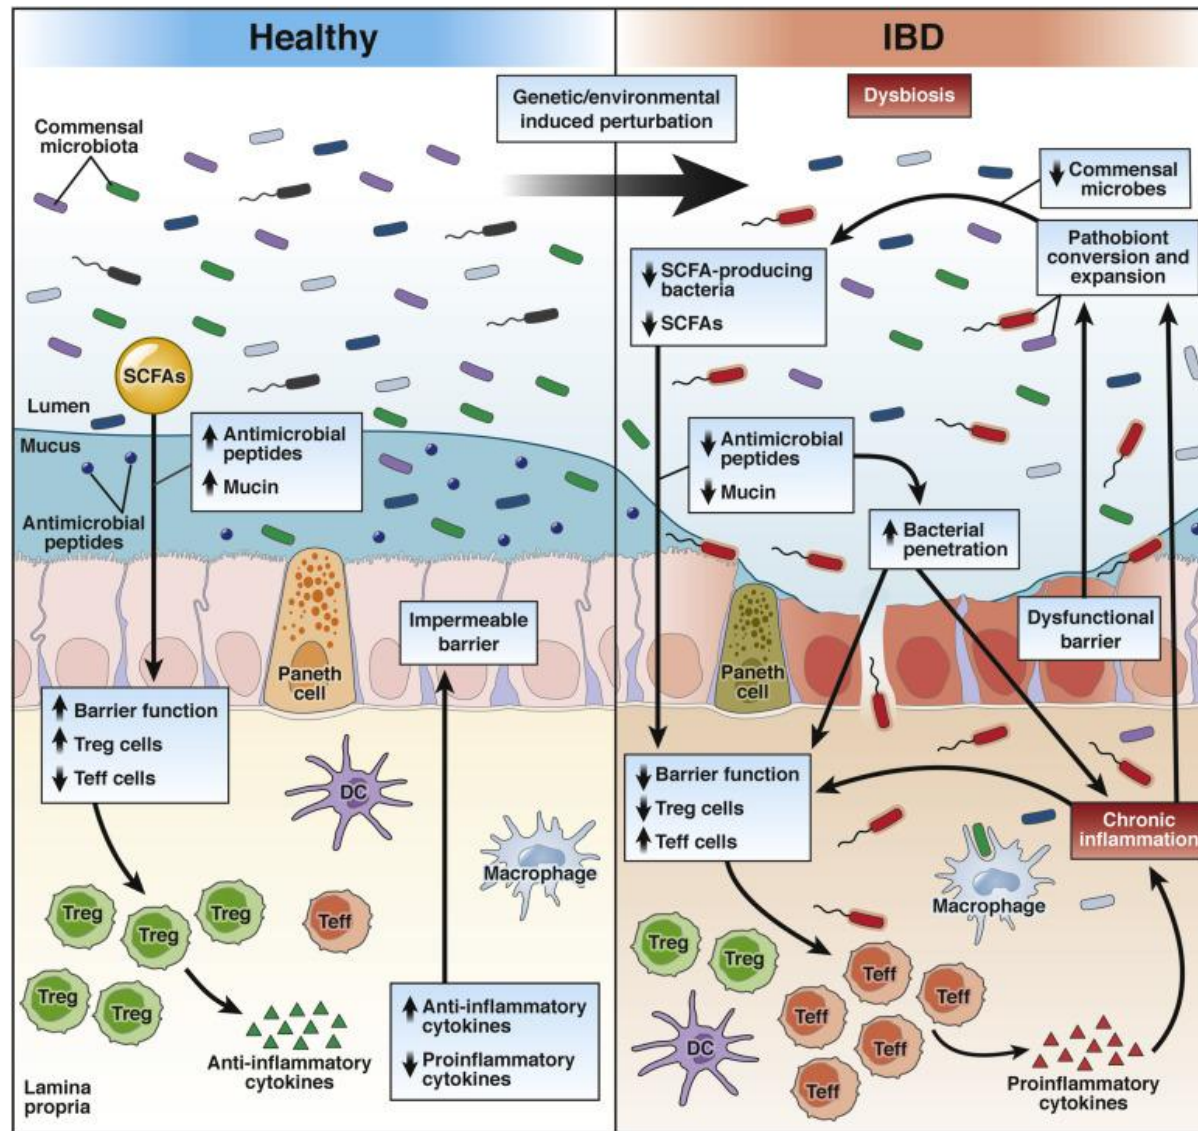 Healthy
IBD
Genetic/environmental
induced perturbation
Dysbiosis
Commensal
microbiota
Commensal
microbes
Pathobiont
conversion and
expansion
SCFA-producing
bacteria
SCFAs
SCFAs
Lumen
Mucus
Antimicrobial
peptides
Mucin
Antimicrobial
peptides
Antimicrobial
peptides
Mucin
Bacterial
penetration
Impermeable
barrier
Paneth
cell
Paneth
cell
Dysfunctional
barrier
Barrier function
Treg cells
Teff cells
DC
Macrophage
Barrier function
Treg cells
Teff cells
Chronic
inflammation
Macrophage
Treg
Treg
Treg
Treg
Treg
Teff
Anti-inflammatory
cytokines
Anti-inflammatory
cytokines
Proinflammatory
cytokines
Lamina
propria
Treg
Treg
DC
Teff
Teff
Teff
Teff
Teff
Proinflammatory
cytokines